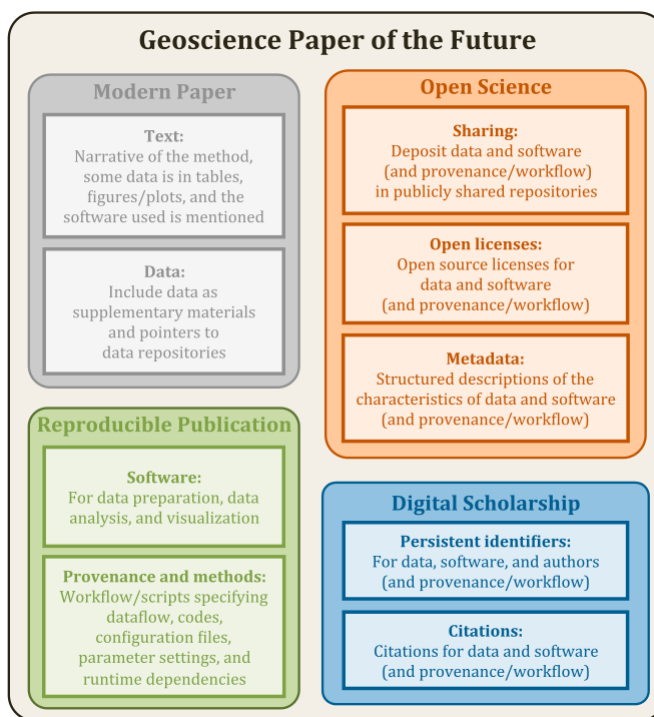 Geoscience Paper of the Future
Modern Paper
Text:
Narrative of the method,
some data is in tables,
figures/plots, and the
software used is mentioned
Data:
Include data as
supplementary materials
and pointers to
data repositories
Reproducible Publication
Software:
For data preparation, data
analysis, and visualization
Provenance and methods:
Workflow/scripts specifying
dataflow, codes,
configuration files,
parameter settings, and
runtime dependencies
Open Science
Sharing:
Deposit data and software
(and provenance/workflow)
in publicly shared repositories
Open licenses:
Open source licenses for
data and software
(and provenance/workflow)
Metadata:
Structured descriptions of the
characteristics of data and software
(and provenance/workflow)
Digital Scholarship
Persistent identifiers:
For data, software, and authors
(and provenance/workflow)
Citations:
Citations for data and software
(and provenance/workflow)